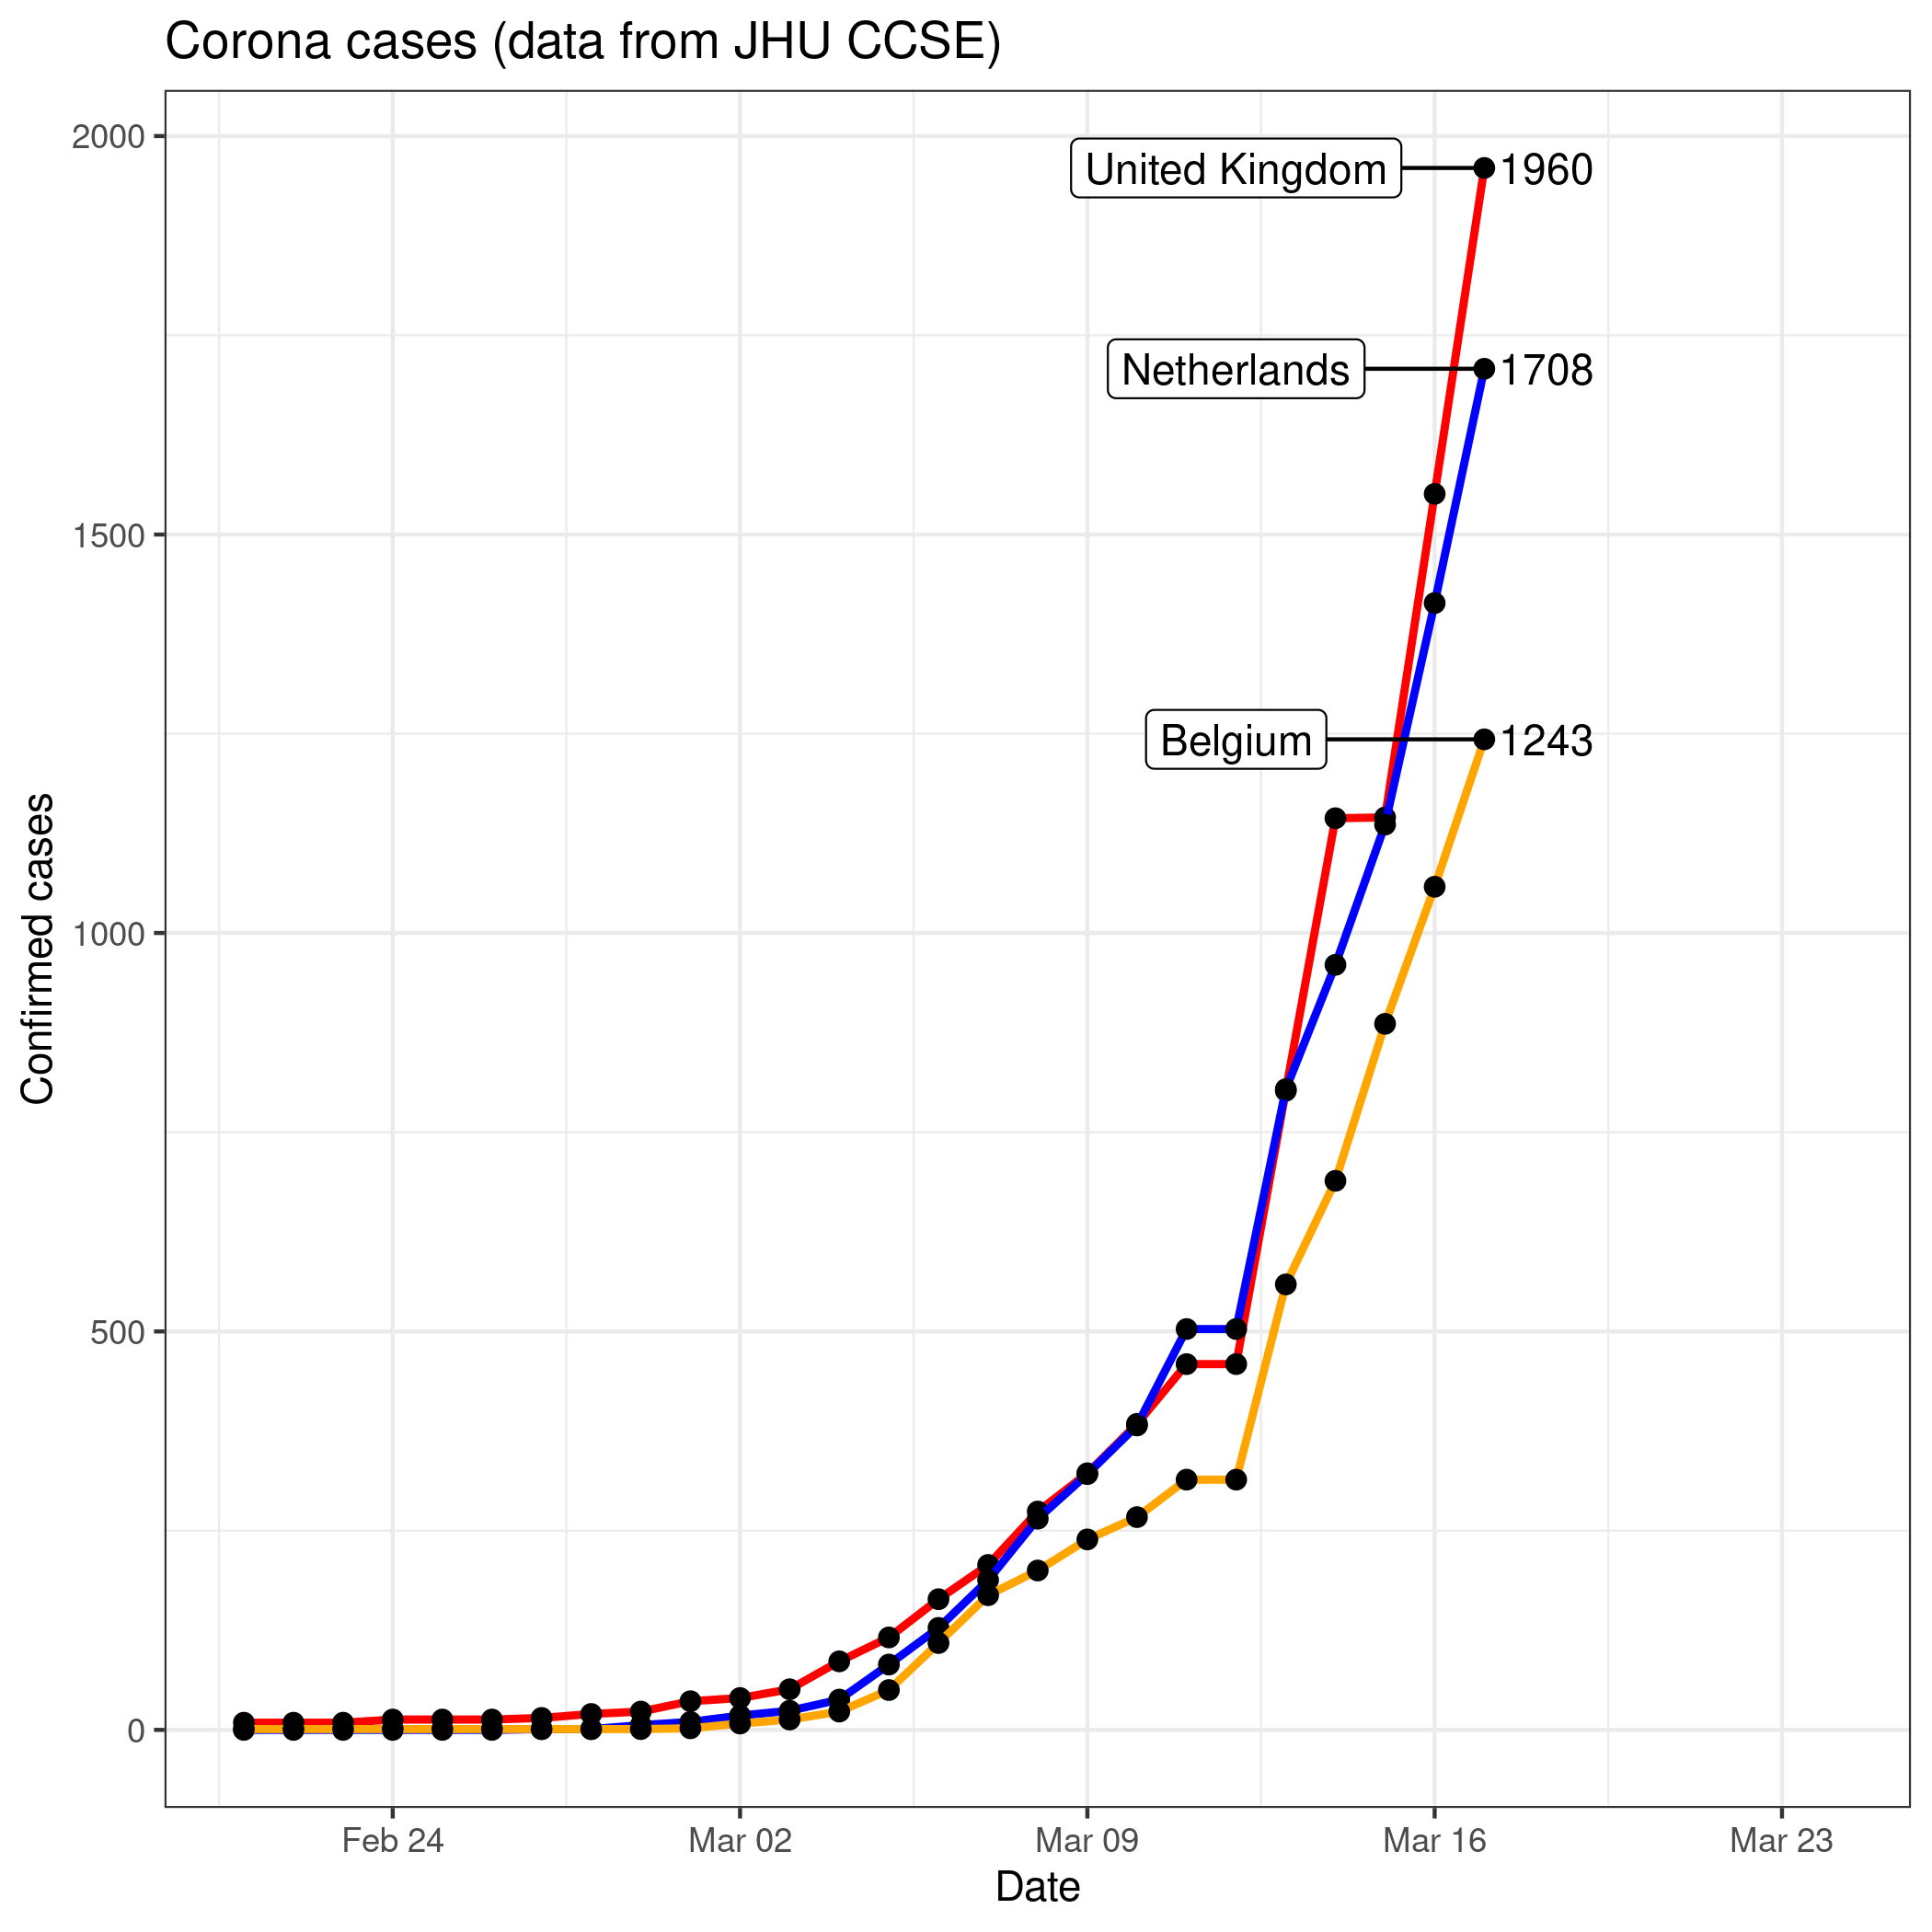 Corona cases (data from JHU CCSE)
2000
United Kingdom
1960
Netherlands
1708
1500
Belgium
1243
Confirmed cases
1000
500
0
Feb 24
Mar 02
Mar 09
Mar 16
Mar 23
Date